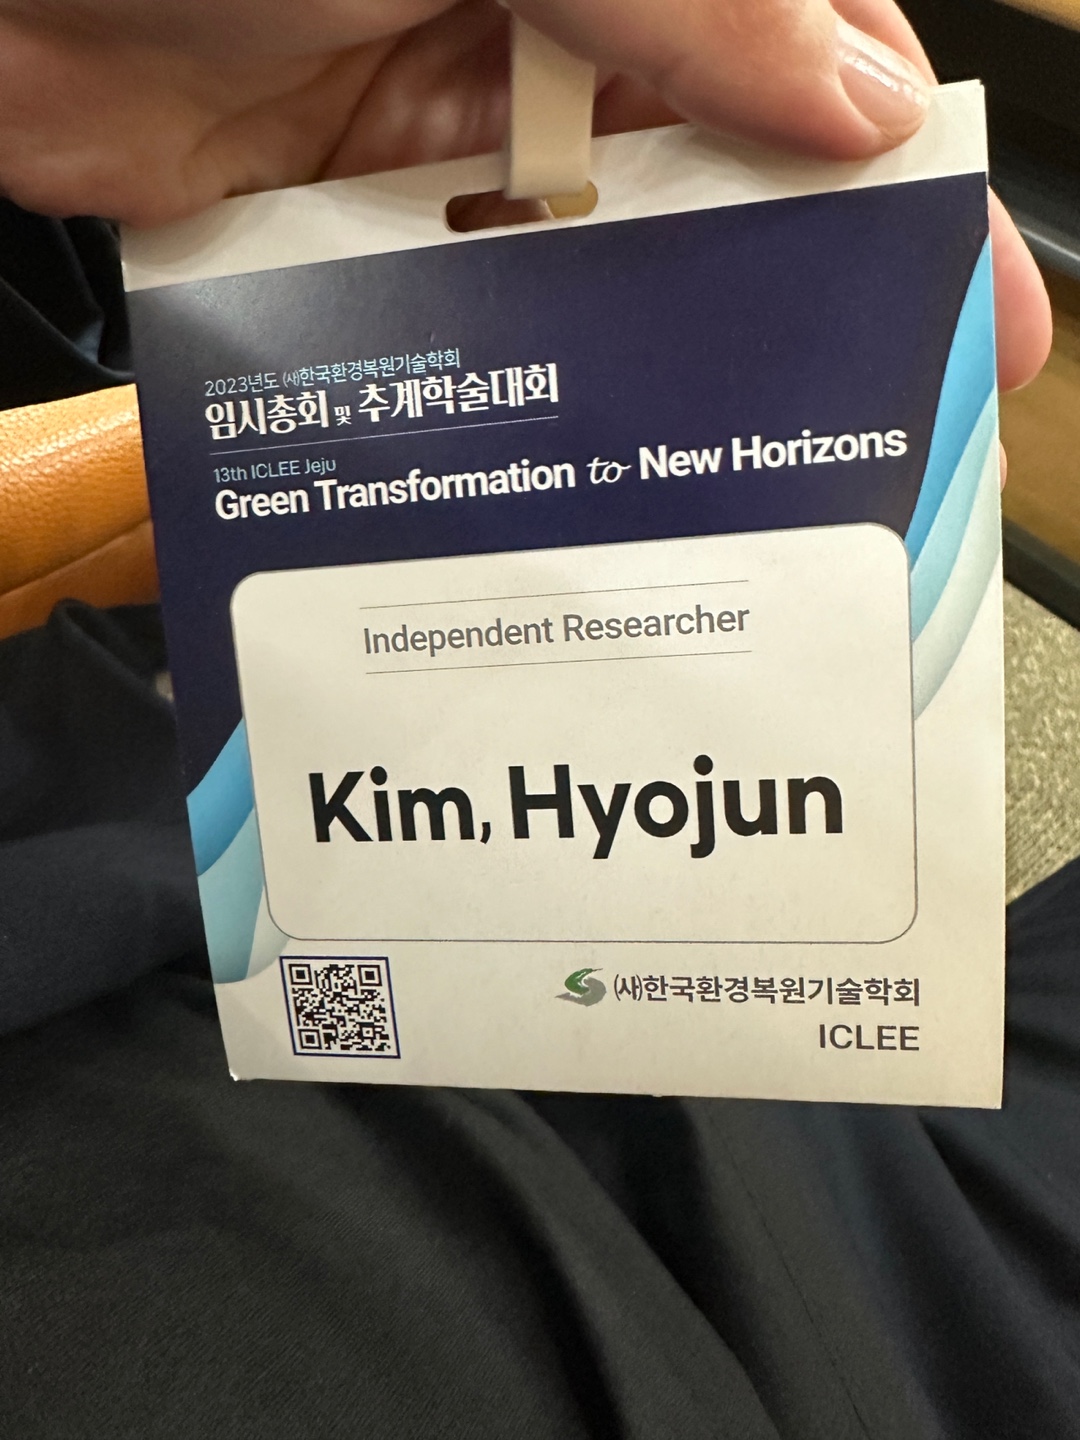 2023년도 (사)한국환경복원기술학회
임시총회 및 추계학술대회
13th ICLEE Jeju
Green Transformation to New Horizons
Independent Researcher
Kim, Hyojun
(사)한국환경복원기술학회
ICLEE